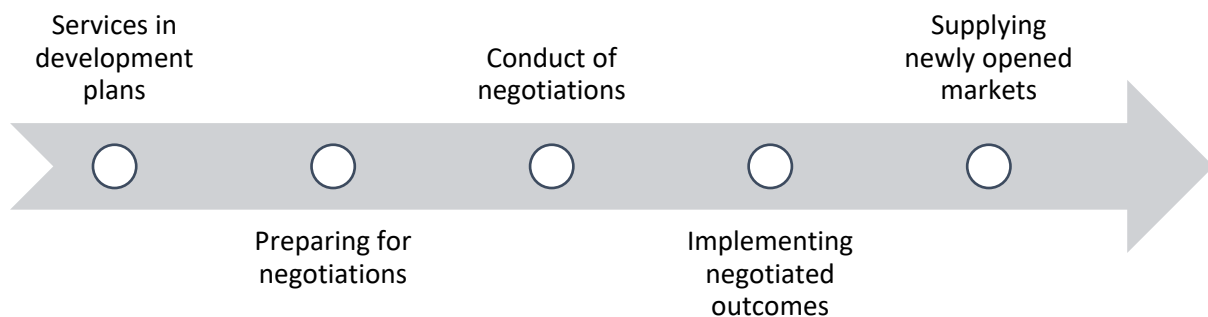 Services in
development
plans
Preparing for
negotiations
Conduct of
negotiations
Implementing
negotiated
outcomes
Supplying
newly opened
markets